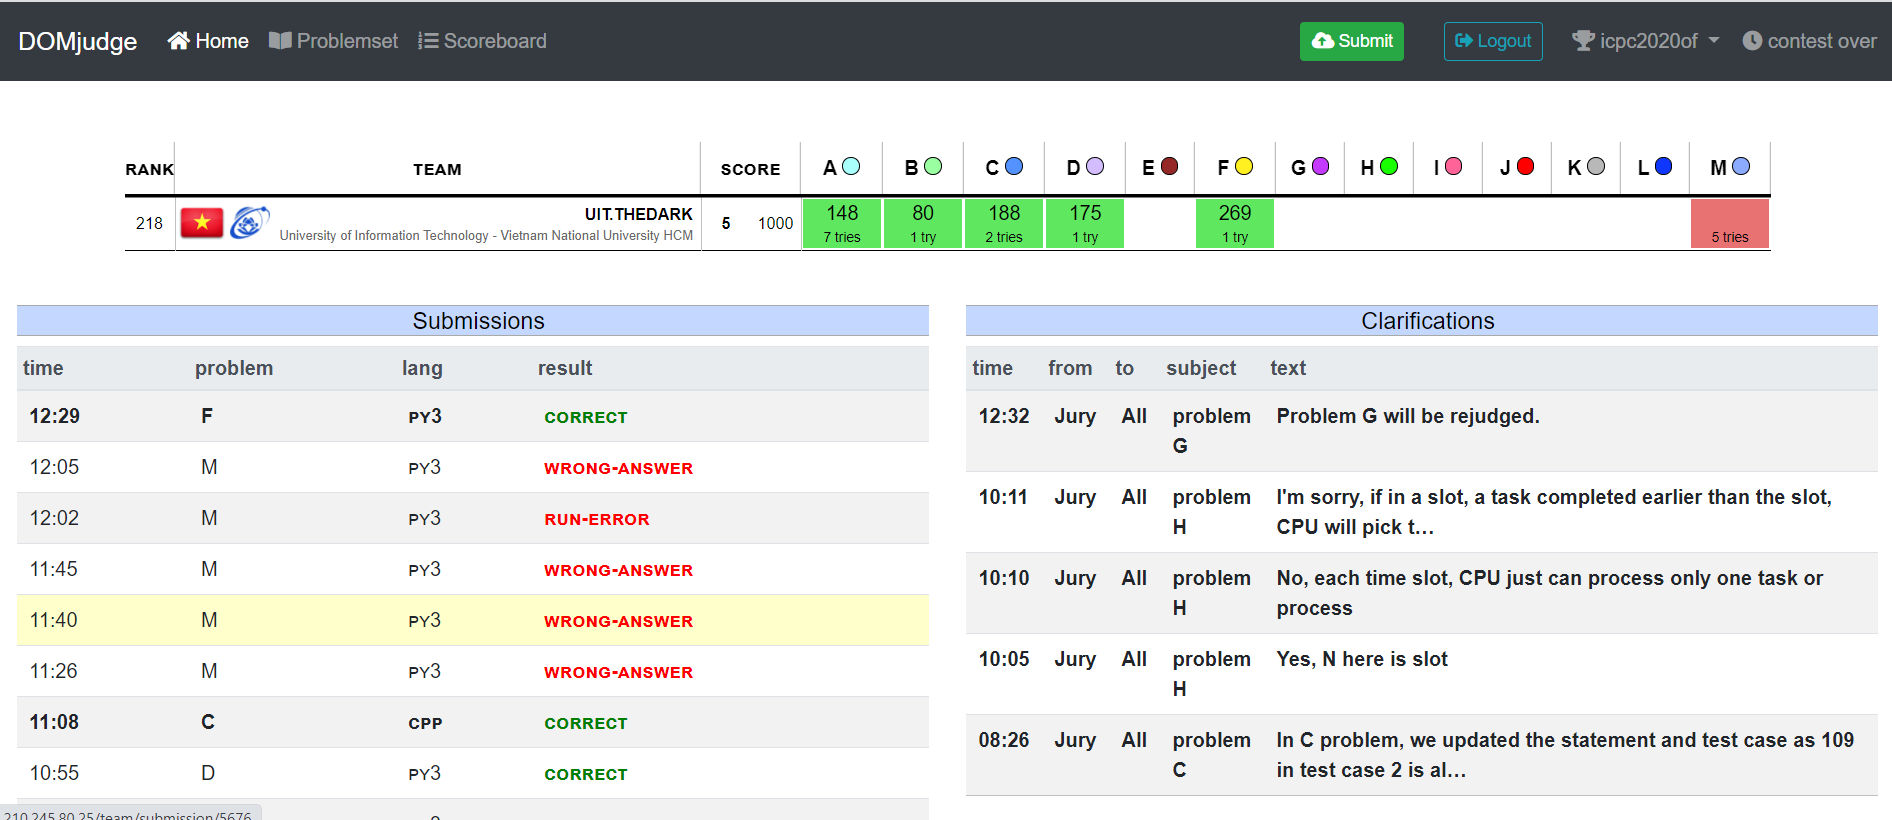 DOMjudge Home Problemset Scoreboard Submit Logout icpc2020of contest over
RANK TEAM SCORE A B C D E F G H I J K L M
218 UIT.THEDARK 5 1000 148 80 188 175 269
University of Information Technology - Vietnam National University HCM 7 tries 1 try 2 tries 1 try 1 try 5 tries
Submissions
time problem lang result
12:29 F PY3 CORRECT
12:05 M PY3 WRONG-ANSWER
12:02 M PY3 RUN-ERROR
11:45 M PY3 WRONG-ANSWER
11:40 M PY3 WRONG-ANSWER
11:26 M PY3 WRONG-ANSWER
11:08 C CPP CORRECT
10:55 D PY3 CORRECT
Clarifications
time from to subject text
12:32 Jury All problem Problem G will be rejudged.
G
10:11 Jury All problem I'm sorry, if in a slot, a task completed earlier than the slot,
H CPU will pick t…
10:10 Jury All problem No, each time slot, CPU just can process only one task or
H process
10:05 Jury All problem Yes, N here is slot
H
08:26 Jury All problem In C problem, we updated the statement and test case as 109
C in test case 2 is al…
210.245.80.25/team/submission/5676